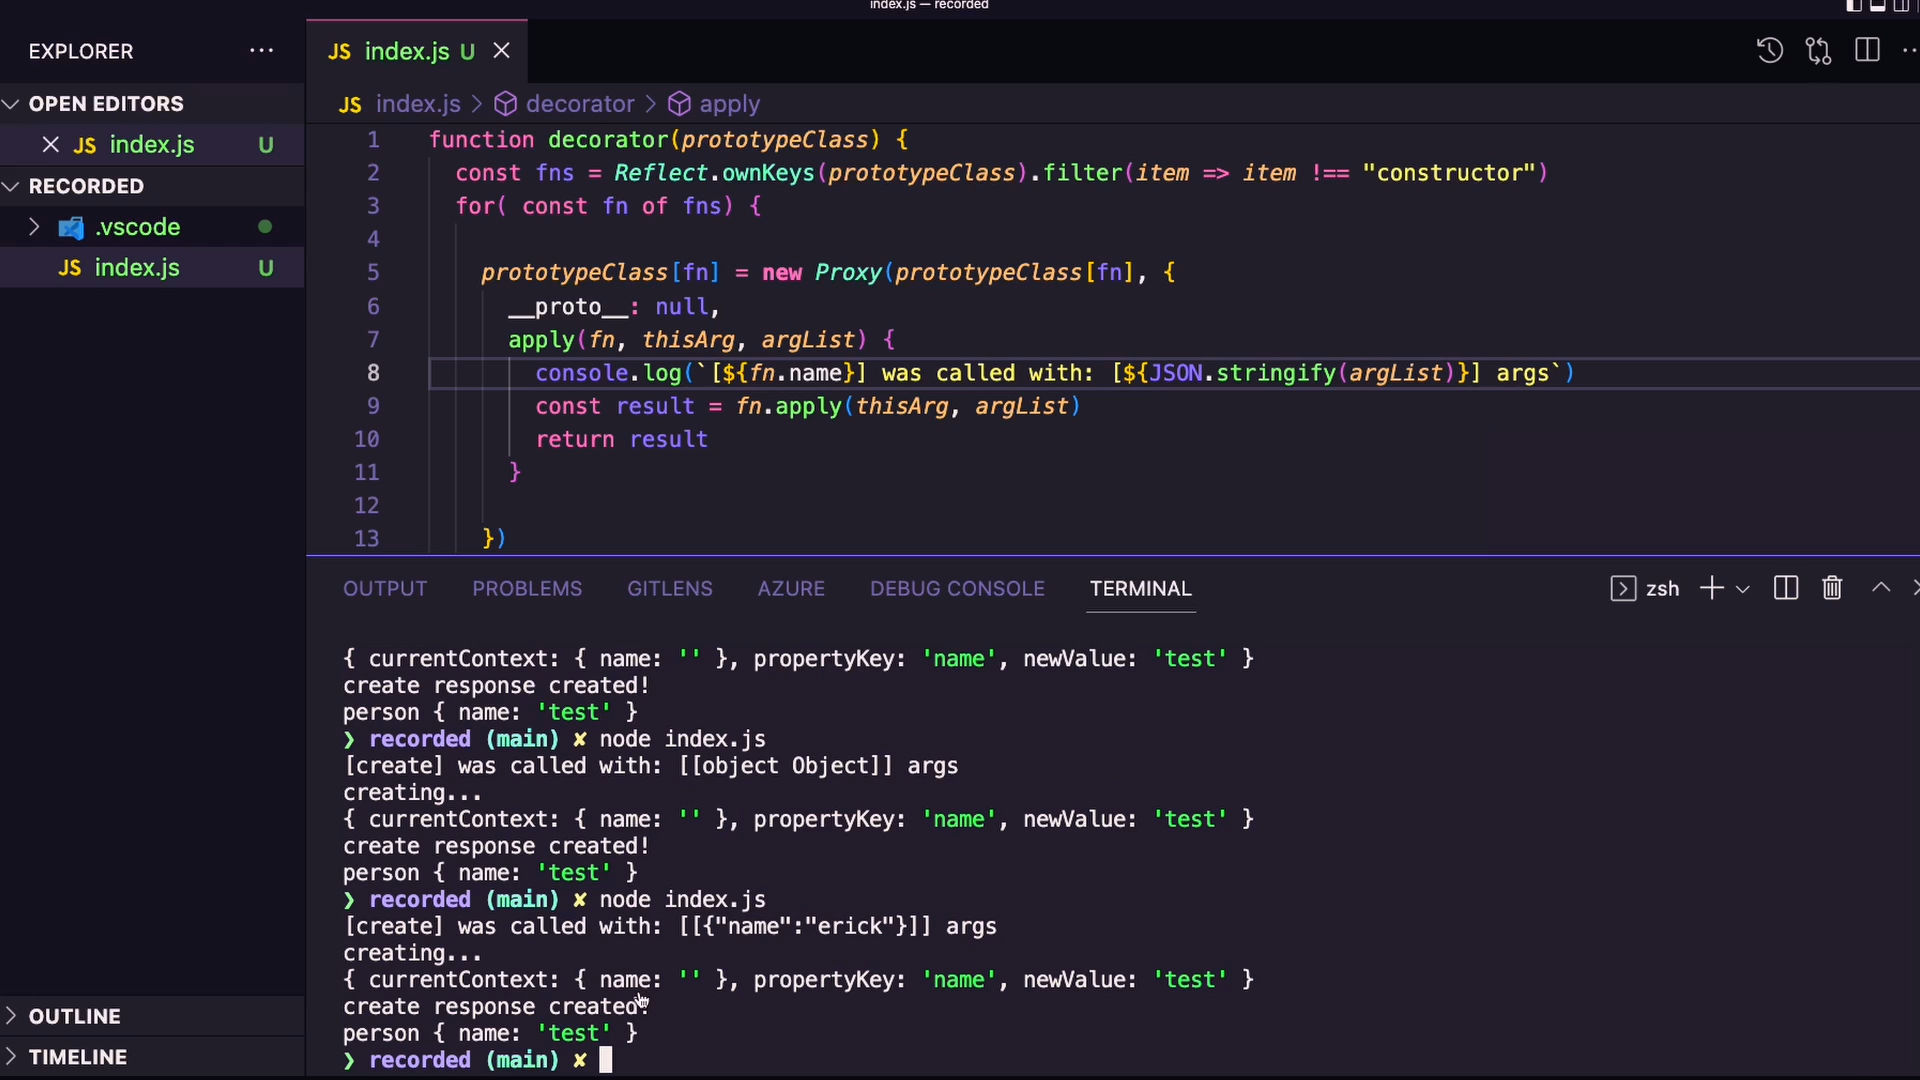 index.js — recorded
EXPLORER ...
JS index.js U
OPEN EDITORS
JS index.js U
RECORDED
.vscode
JS index.js U
OUTLINE
TIMELINE
JS index.js > decorator > apply
1 function decorator(prototypeClass) {
2 const fns = Reflect.ownKeys(prototypeClass).filter(item => item !== "constructor")
3 for( const fn of fns) {
4
5 prototypeClass[fn] = new Proxy(prototypeClass[fn], {
6 __proto__: null,
7 apply(fn, thisArg, argList) {
8 console.log(`[${fn.name}] was called with: [${JSON.stringify(argList)}] args`)
9 const result = fn.apply(thisArg, argList)
10 return result
11 }
12
13 })
OUTPUT PROBLEMS GITLENS AZURE DEBUG CONSOLE TERMINAL zsh
{ currentContext: { name: '' }, propertyKey: 'name', newValue: 'test' }
create response created!
person { name: 'test' }
❯ recorded (main) ✘ node index.js
[create] was called with: [[object Object]] args
creating...
{ currentContext: { name: '' }, propertyKey: 'name', newValue: 'test' }
create response created!
person { name: 'test' }
❯ recorded (main) ✘ node index.js
[create] was called with: [[{"name":"erick"}]] args
creating...
{ currentContext: { name: '' }, propertyKey: 'name', newValue: 'test' }
create response created!
person { name: 'test' }
❯ recorded (main) ✘